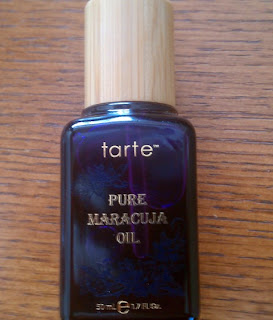 tarte™
PURE
MARACUJA
OIL
50 mL ℮ 1.7 Fl.Oz.